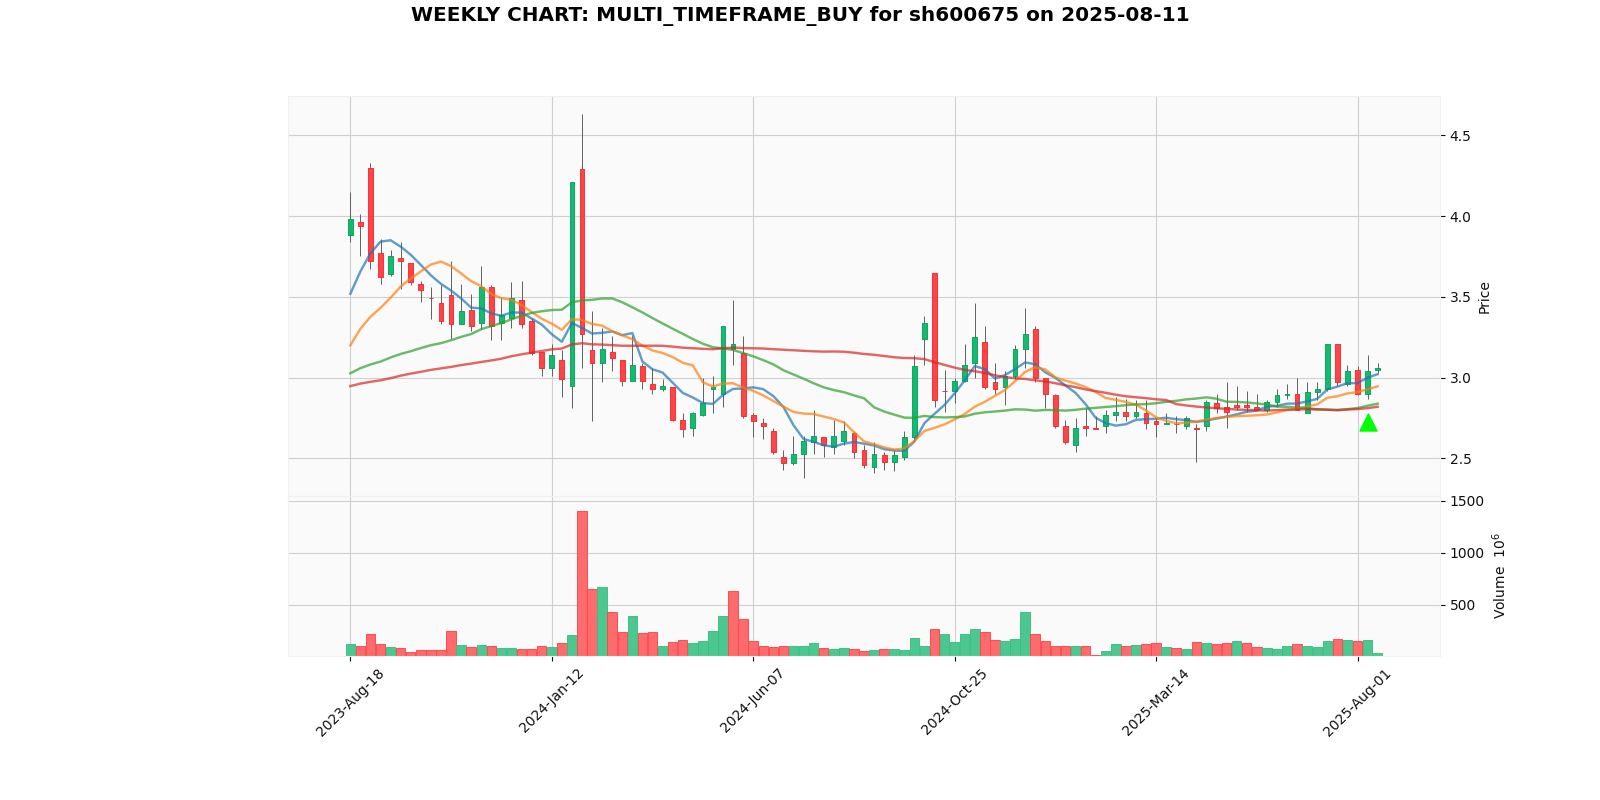 WEEKLY CHART: MULTI_TIMEFRAME_BUY for sh600675 on 2025-08-11
4.5
4.0
3.5
3.0
2.5
Price
1500
1000
500
Volume 10⁶
2023-Aug-18
2024-Jan-12
2024-Jun-07
2024-Oct-25
2025-Mar-14
2025-Aug-01